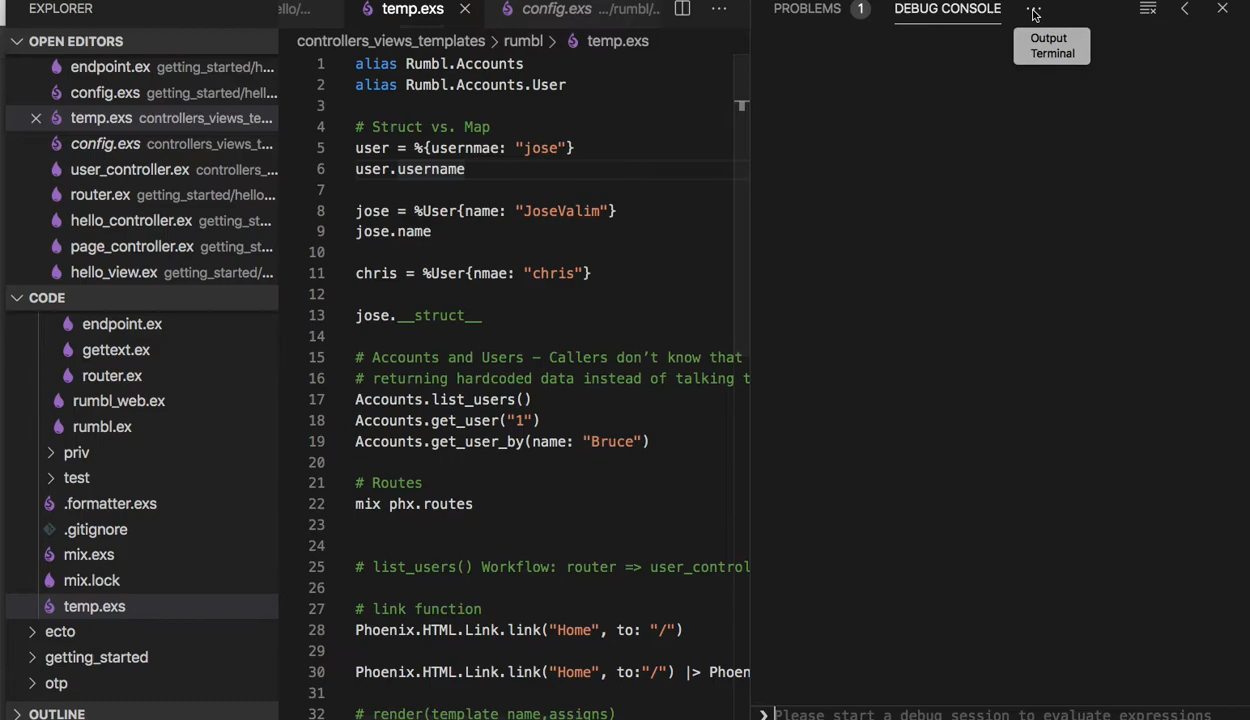 EXPLORER
OPEN EDITORS
endpoint.ex getting_started/h...
config.exs getting_started/hell...
temp.exs controllers_views_te...
config.exs controllers_views_t...
user_controller.ex controllers_...
router.ex getting_started/hello...
hello_controller.ex getting_st...
page_controller.ex getting_st...
hello_view.ex getting_started/...
CODE
endpoint.ex
gettext.ex
router.ex
rumbl_web.ex
rumbl.ex
priv
test
.formatter.exs
.gitignore
mix.exs
mix.lock
temp.exs
ecto
getting_started
otp
OUTLINE
ello/... temp.exs config.exs .../rumbl/..
controllers_views_templates > rumbl > temp.exs
1 alias Rumbl.Accounts
2 alias Rumbl.Accounts.User
3
4 # Struct vs. Map
5 user = %{usernmae: "jose"}
6 user.username
7
8 jose = %User{name: "JoseValim"}
9 jose.name
10
11 chris = %User{nmae: "chris"}
12
13 jose.__struct__
14
15 # Accounts and Users – Callers don’t know that
16 # returning hardcoded data instead of talking t
17 Accounts.list_users()
18 Accounts.get_user("1")
19 Accounts.get_user_by(name: "Bruce")
20
21 # Routes
22 mix phx.routes
23
24
25 # list_users() Workflow: router => user_control
26
27 # link function
28 Phoenix.HTML.Link.link("Home", to: "/")
29
30 Phoenix.HTML.Link.link("Home", to:"/") |> Phoen
31
32 # render(template_name,assigns)
PROBLEMS 1 DEBUG CONSOLE ...
Output
Terminal
Please start a debug session to evaluate expressions